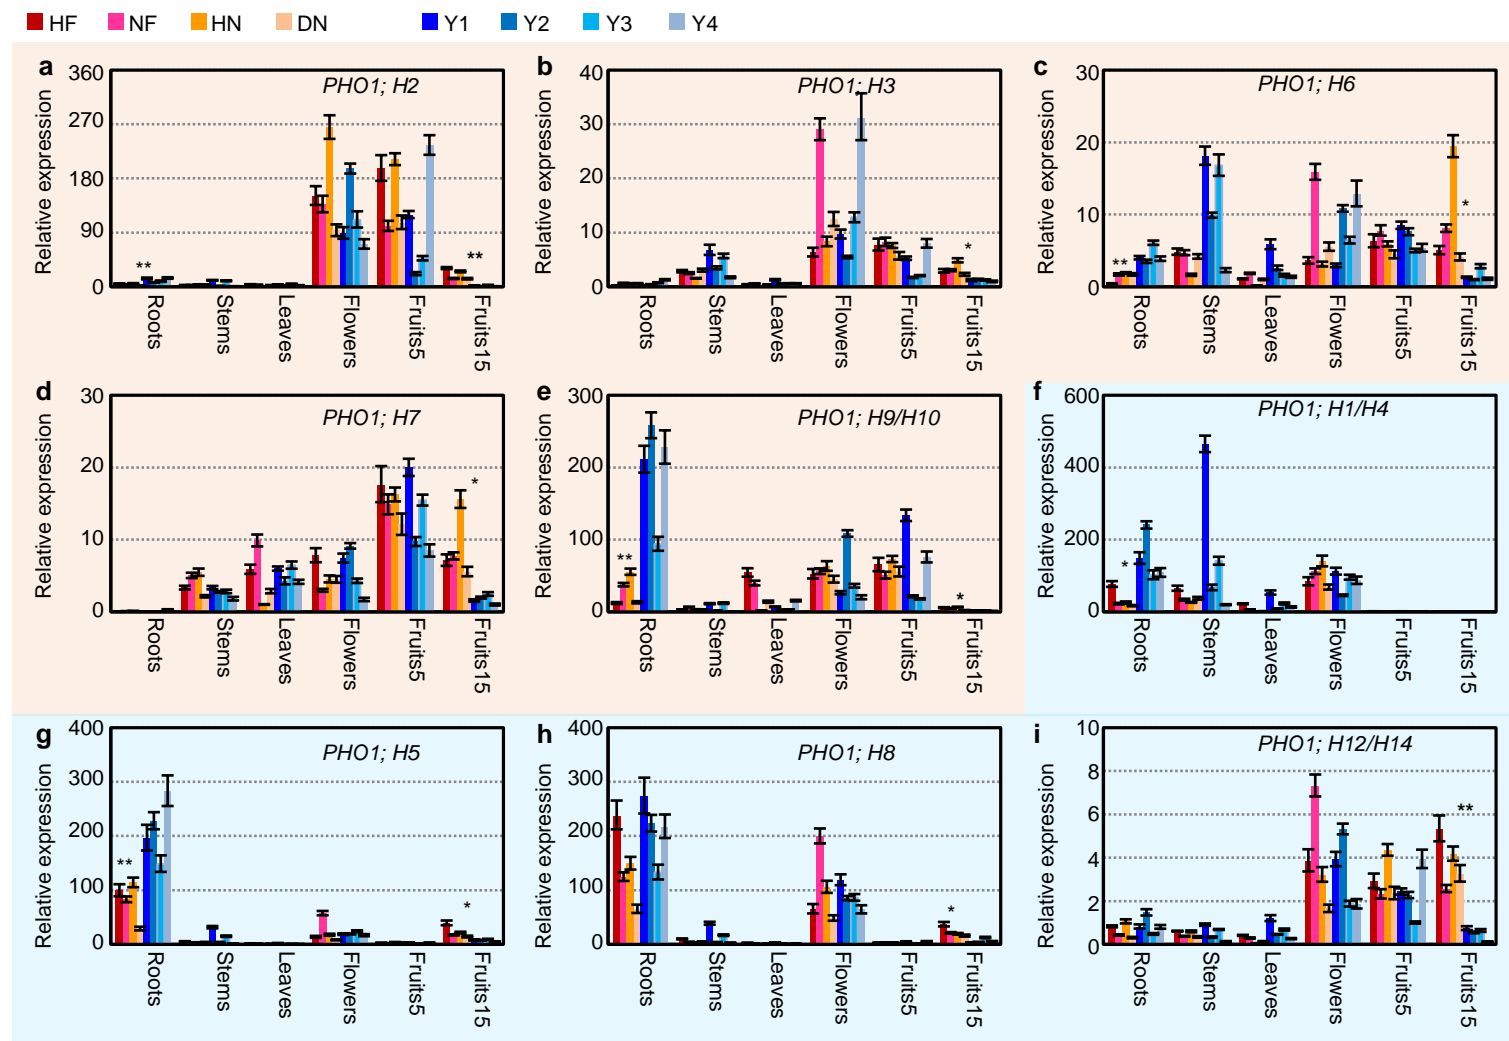 HF NF HN DN Y1 Y2 Y3 Y4
a
PHO1; H2
Relative expression
360
270
180
90
0
**
**
Roots
Stems
Leaves
Flowers
Fruits5
Fruits15
b
PHO1; H3
Relative expression
40
30
20
10
0
*
Roots
Stems
Leaves
Flowers
Fruits5
Fruits15
c
PHO1; H6
Relative expression
30
20
10
0
**
*
Roots
Stems
Leaves
Flowers
Fruits5
Fruits15
d
PHO1; H7
Relative expression
30
20
10
0
*
Roots
Stems
Leaves
Flowers
Fruits5
Fruits15
e
PHO1; H9/H10
Relative expression
300
200
100
0
**
*
Roots
Stems
Leaves
Flowers
Fruits5
Fruits15
f
PHO1; H1/H4
Relative expression
600
400
200
0
*
Roots
Stems
Leaves
Flowers
Fruits5
Fruits15
g
PHO1; H5
Relative expression
400
300
200
100
0
**
*
Roots
Stems
Leaves
Flowers
Fruits5
Fruits15
h
PHO1; H8
Relative expression
400
300
200
100
0
*
Roots
Stems
Leaves
Flowers
Fruits5
Fruits15
i
PHO1; H12/H14
Relative expression
10
8
6
4
2
0
**
Roots
Stems
Leaves
Flowers
Fruits5
Fruits15